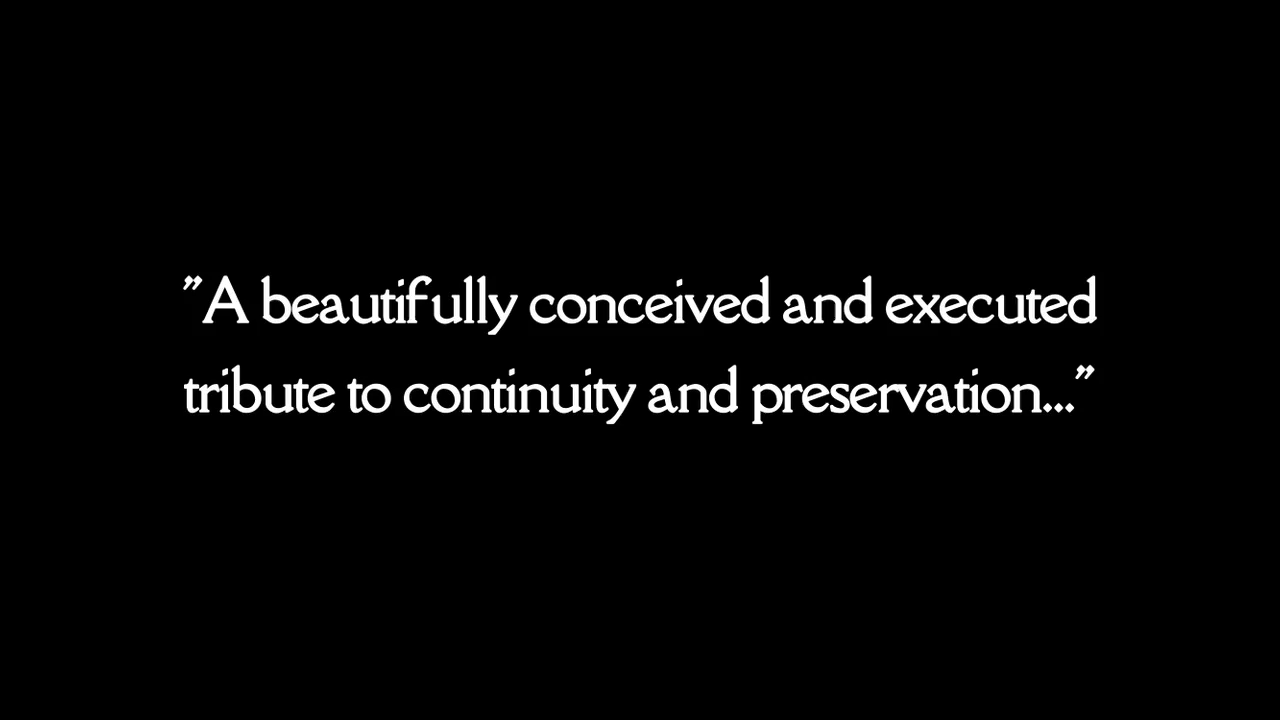 "A beautifully conceived and executed
tribute to continuity and preservation..."